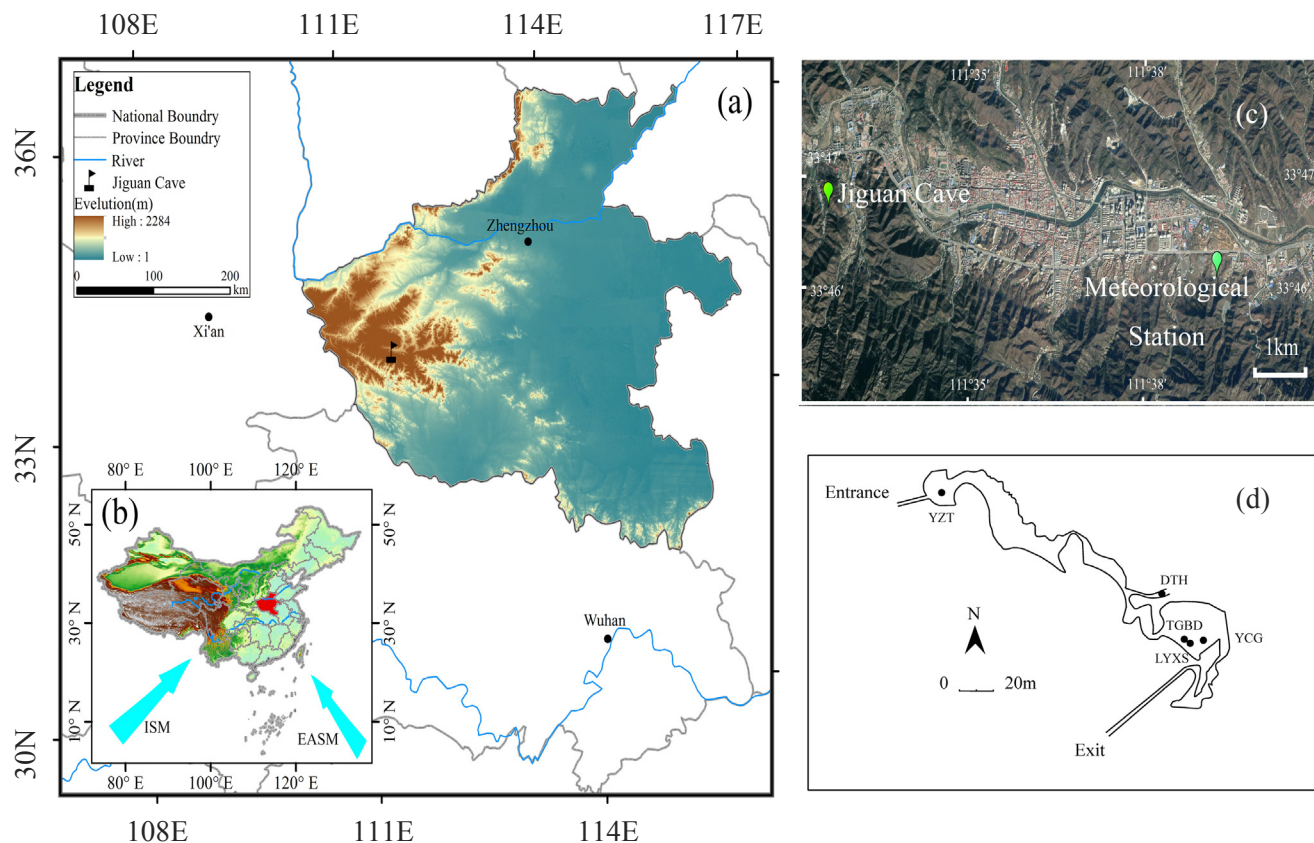 108E 111E 114E 117E
Legend
National Boundry
Province Boundry
River
Jiguan Cave
Evelution(m)
High : 2284
Low : 1
0 100 200
km
(a)
36N
33N
30N
Zhengzhou
Xi'an
Wuhan
108E 111E 114E
80° E 100° E 120° E
(b)
50° N
30° N
10° N
50° N
30° N
10° N
ISM
EASM
80° E 100° E 120° E
111°35′ 111°38′
(c)
33°47′
33°47′
Jiguan Cave
33°46′
33°46′
Meteorological
Station
1km
111°35′ 111°38′
(d)
Entrance
YZT
DTH
TGBD
YCG
LYXS
N
0 20m
Exit